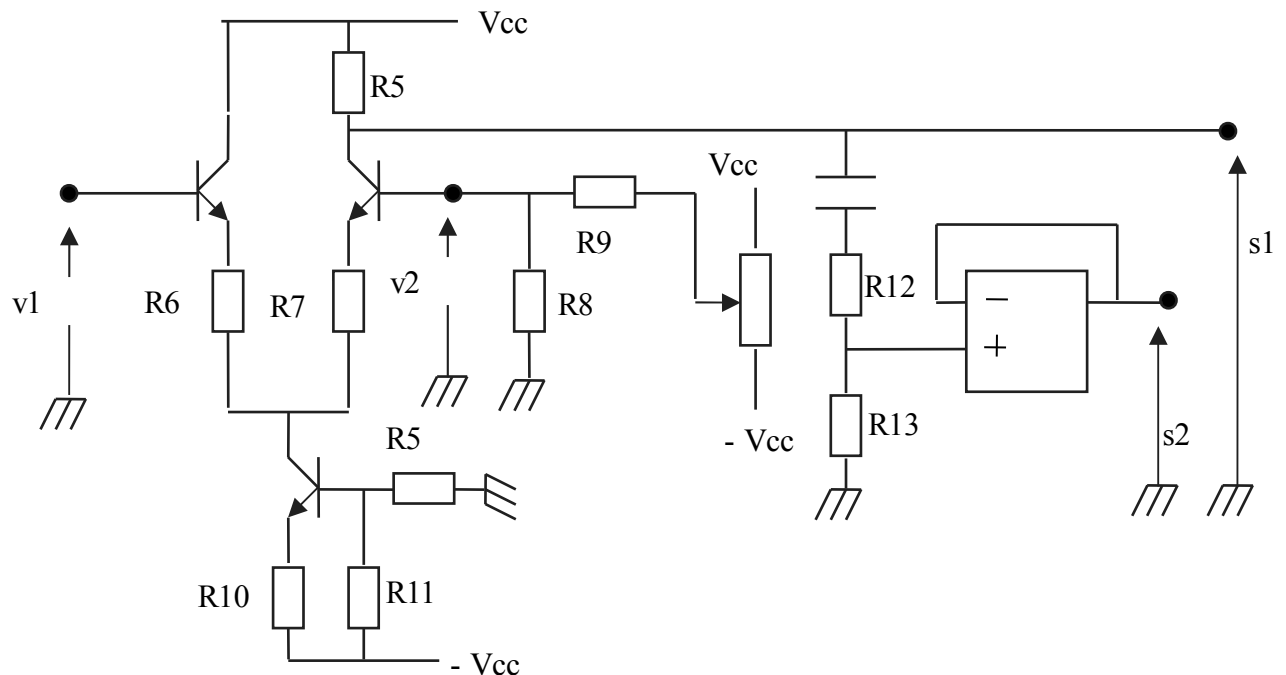 Vcc
R5
Vcc
R9
s1
v1
R6
R7
v2
R8
R12
−
+
R13
- Vcc
R5
s2
R10
R11
- Vcc